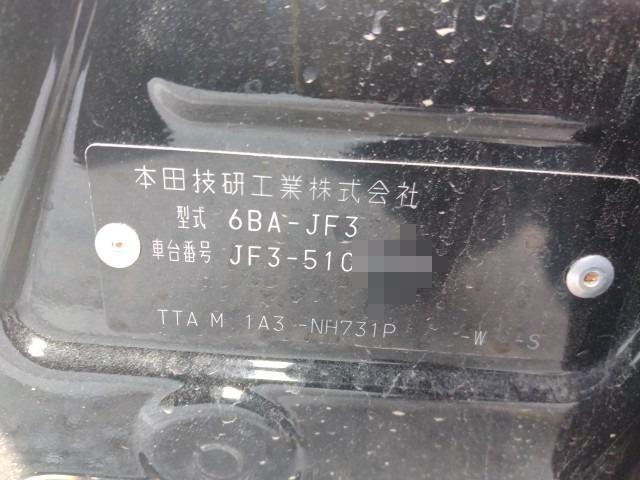 本田技研工業株式会社
型式 6BA-JF3
車台番号 JF3-510
TTA M 1A3 -NH731P -W -S